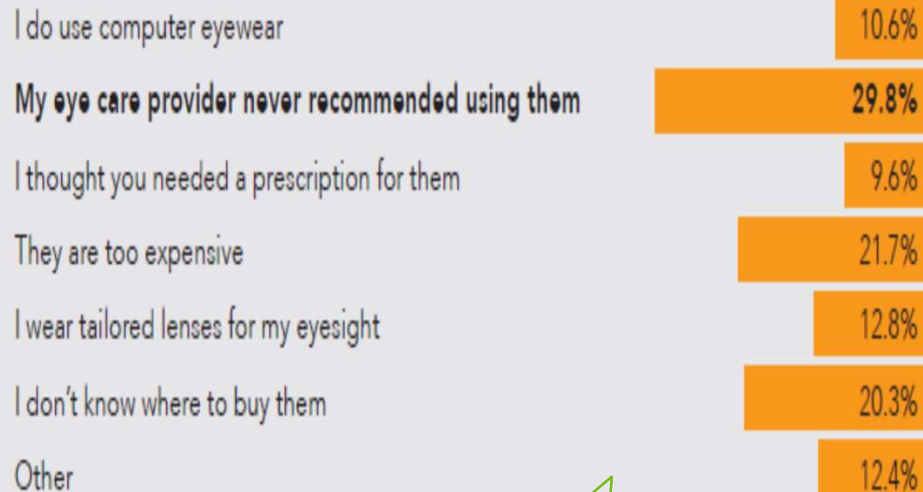 I do use computer eyewear 10.6%
My eye care provider never recommended using them 29.8%
I thought you needed a prescription for them 9.6%
They are too expensive 21.7%
I wear tailored lenses for my eyesight 12.8%
I don't know where to buy them 20.3%
Other 12.4%